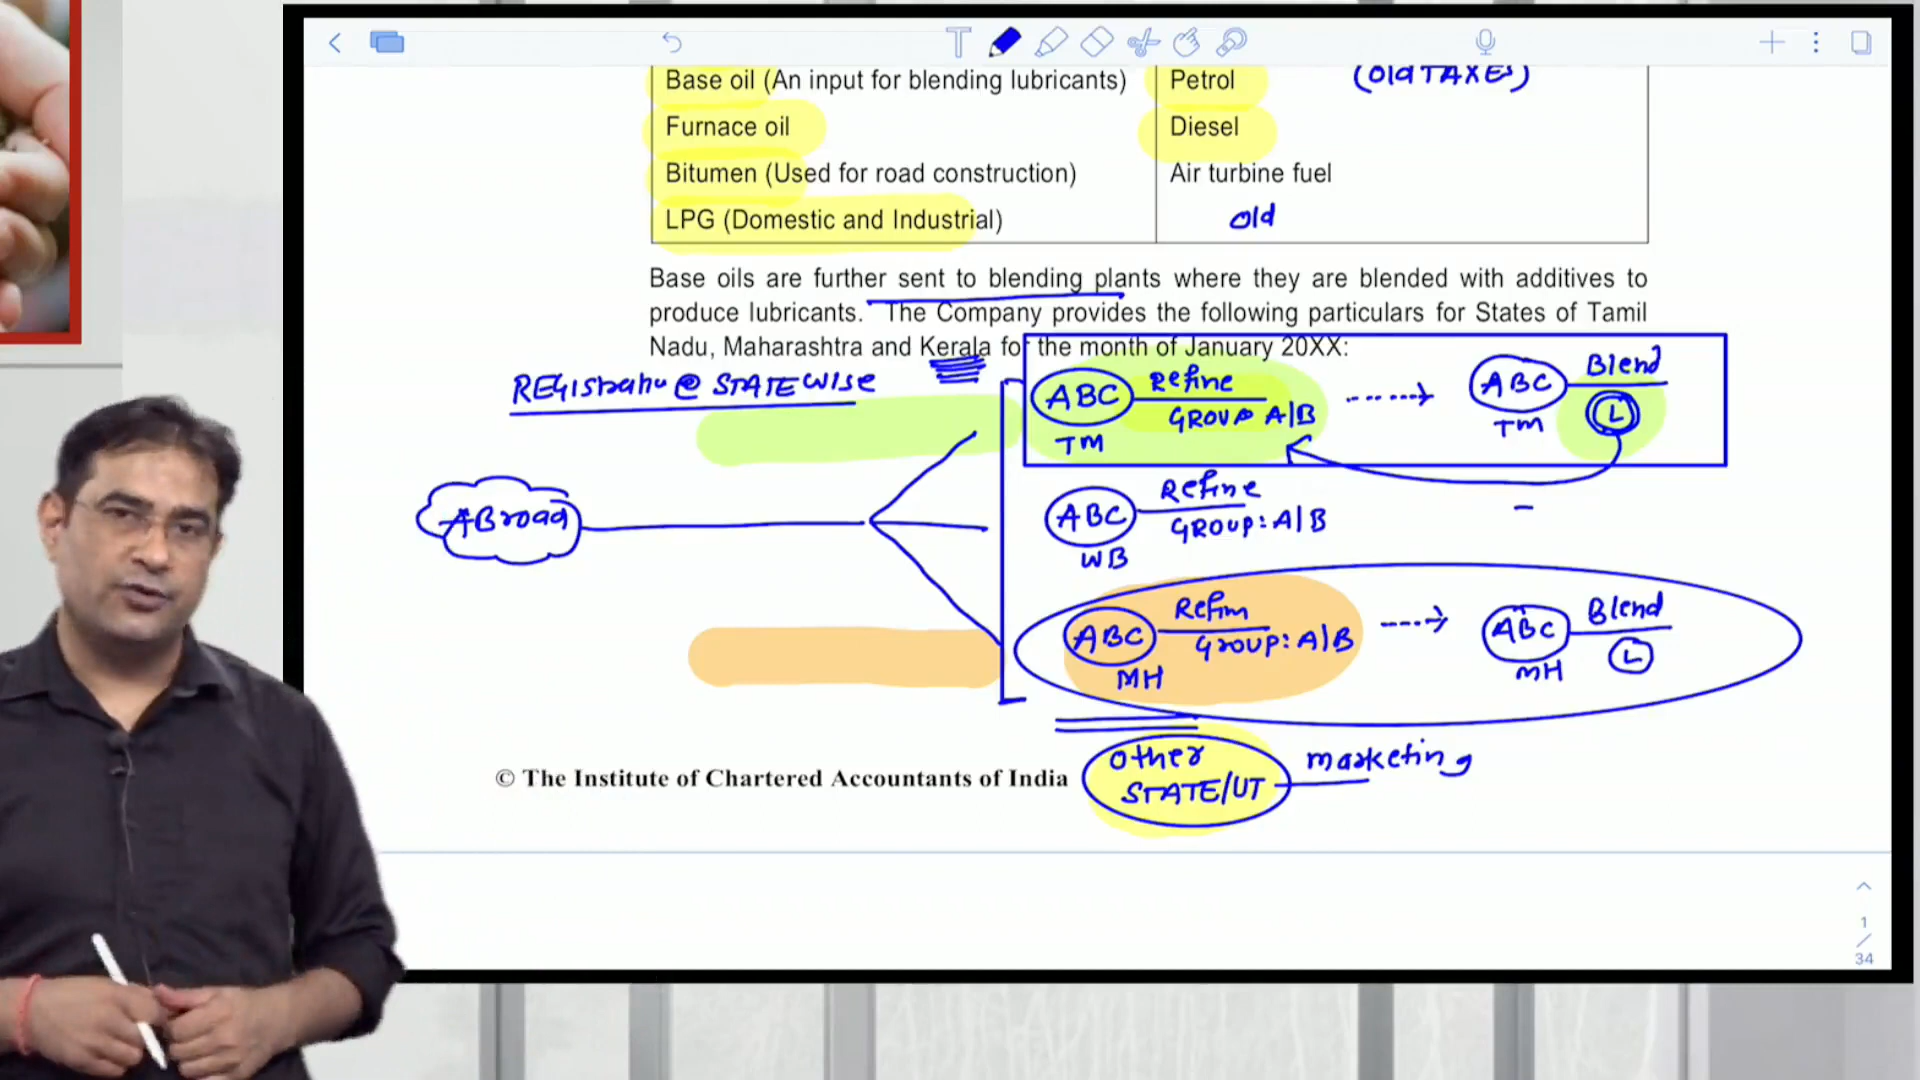 Base oil (An input for blending lubricants) Petrol (Old TAXES)
Furnace oil Diesel
Bitumen (Used for road construction) Air turbine fuel
LPG (Domestic and Industrial) Old
Base oils are further sent to blending plants where they are blended with additives to
produce lubricants. The Company provides the following particulars for States of Tamil
Nadu, Maharashtra and Kerala for the month of January 20XX:
@ STATEWISE
ABC Refine ABC Blend
GROUP A|B L
TM TM
ABroad
ABC Refine
GROUP: A|B
WB
ABC Refin ABC Blend
Group: A|B L
MH MH
© The Institute of Chartered Accountants of India
Other
STATE/UT marketing
1
/
34